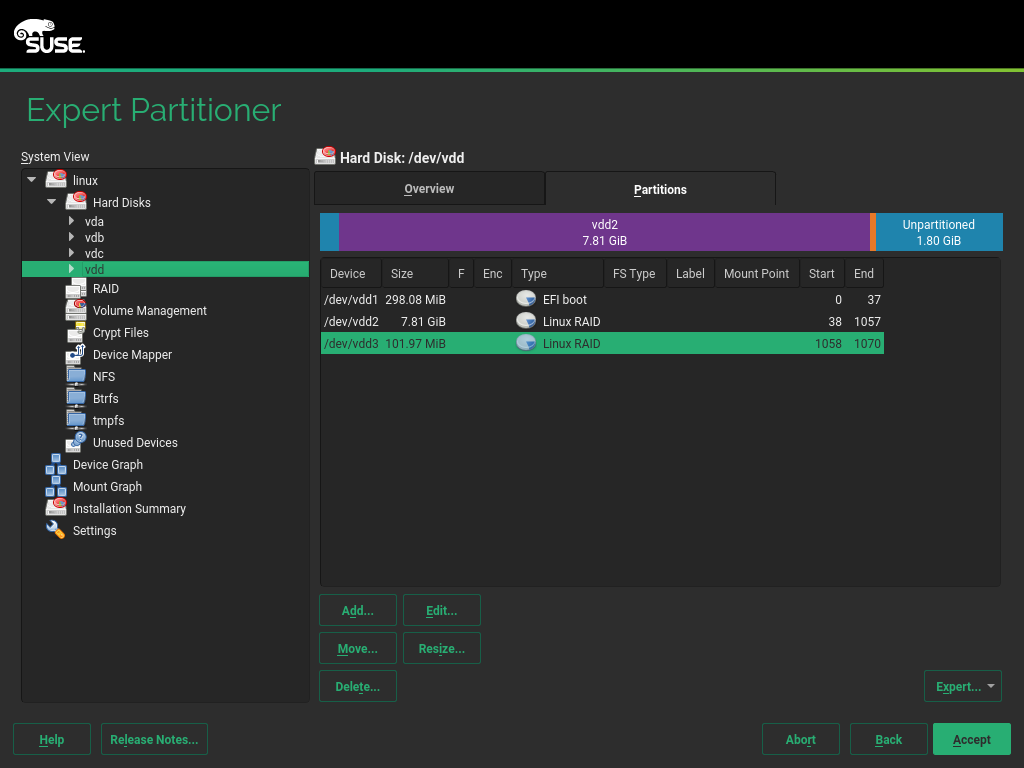 SUSE
Expert Partitioner
System View
linux
Hard Disks
vda
vdb
vdc
vdd
RAID
Volume Management
Crypt Files
Device Mapper
NFS
Btrfs
tmpfs
Unused Devices
Device Graph
Mount Graph
Installation Summary
Settings
Hard Disk: /dev/vdd
Overview Partitions
vdd2 Unpartitioned
7.81 GiB 1.80 GiB
Device Size F Enc Type FS Type Label Mount Point Start End
/dev/vdd1 298.08 MiB EFI boot 0 37
/dev/vdd2 7.81 GiB Linux RAID 38 1057
/dev/vdd3 101.97 MiB Linux RAID 1058 1070
Add... Edit...
Move... Resize...
Delete... Expert...
Help Release Notes... Abort Back Accept